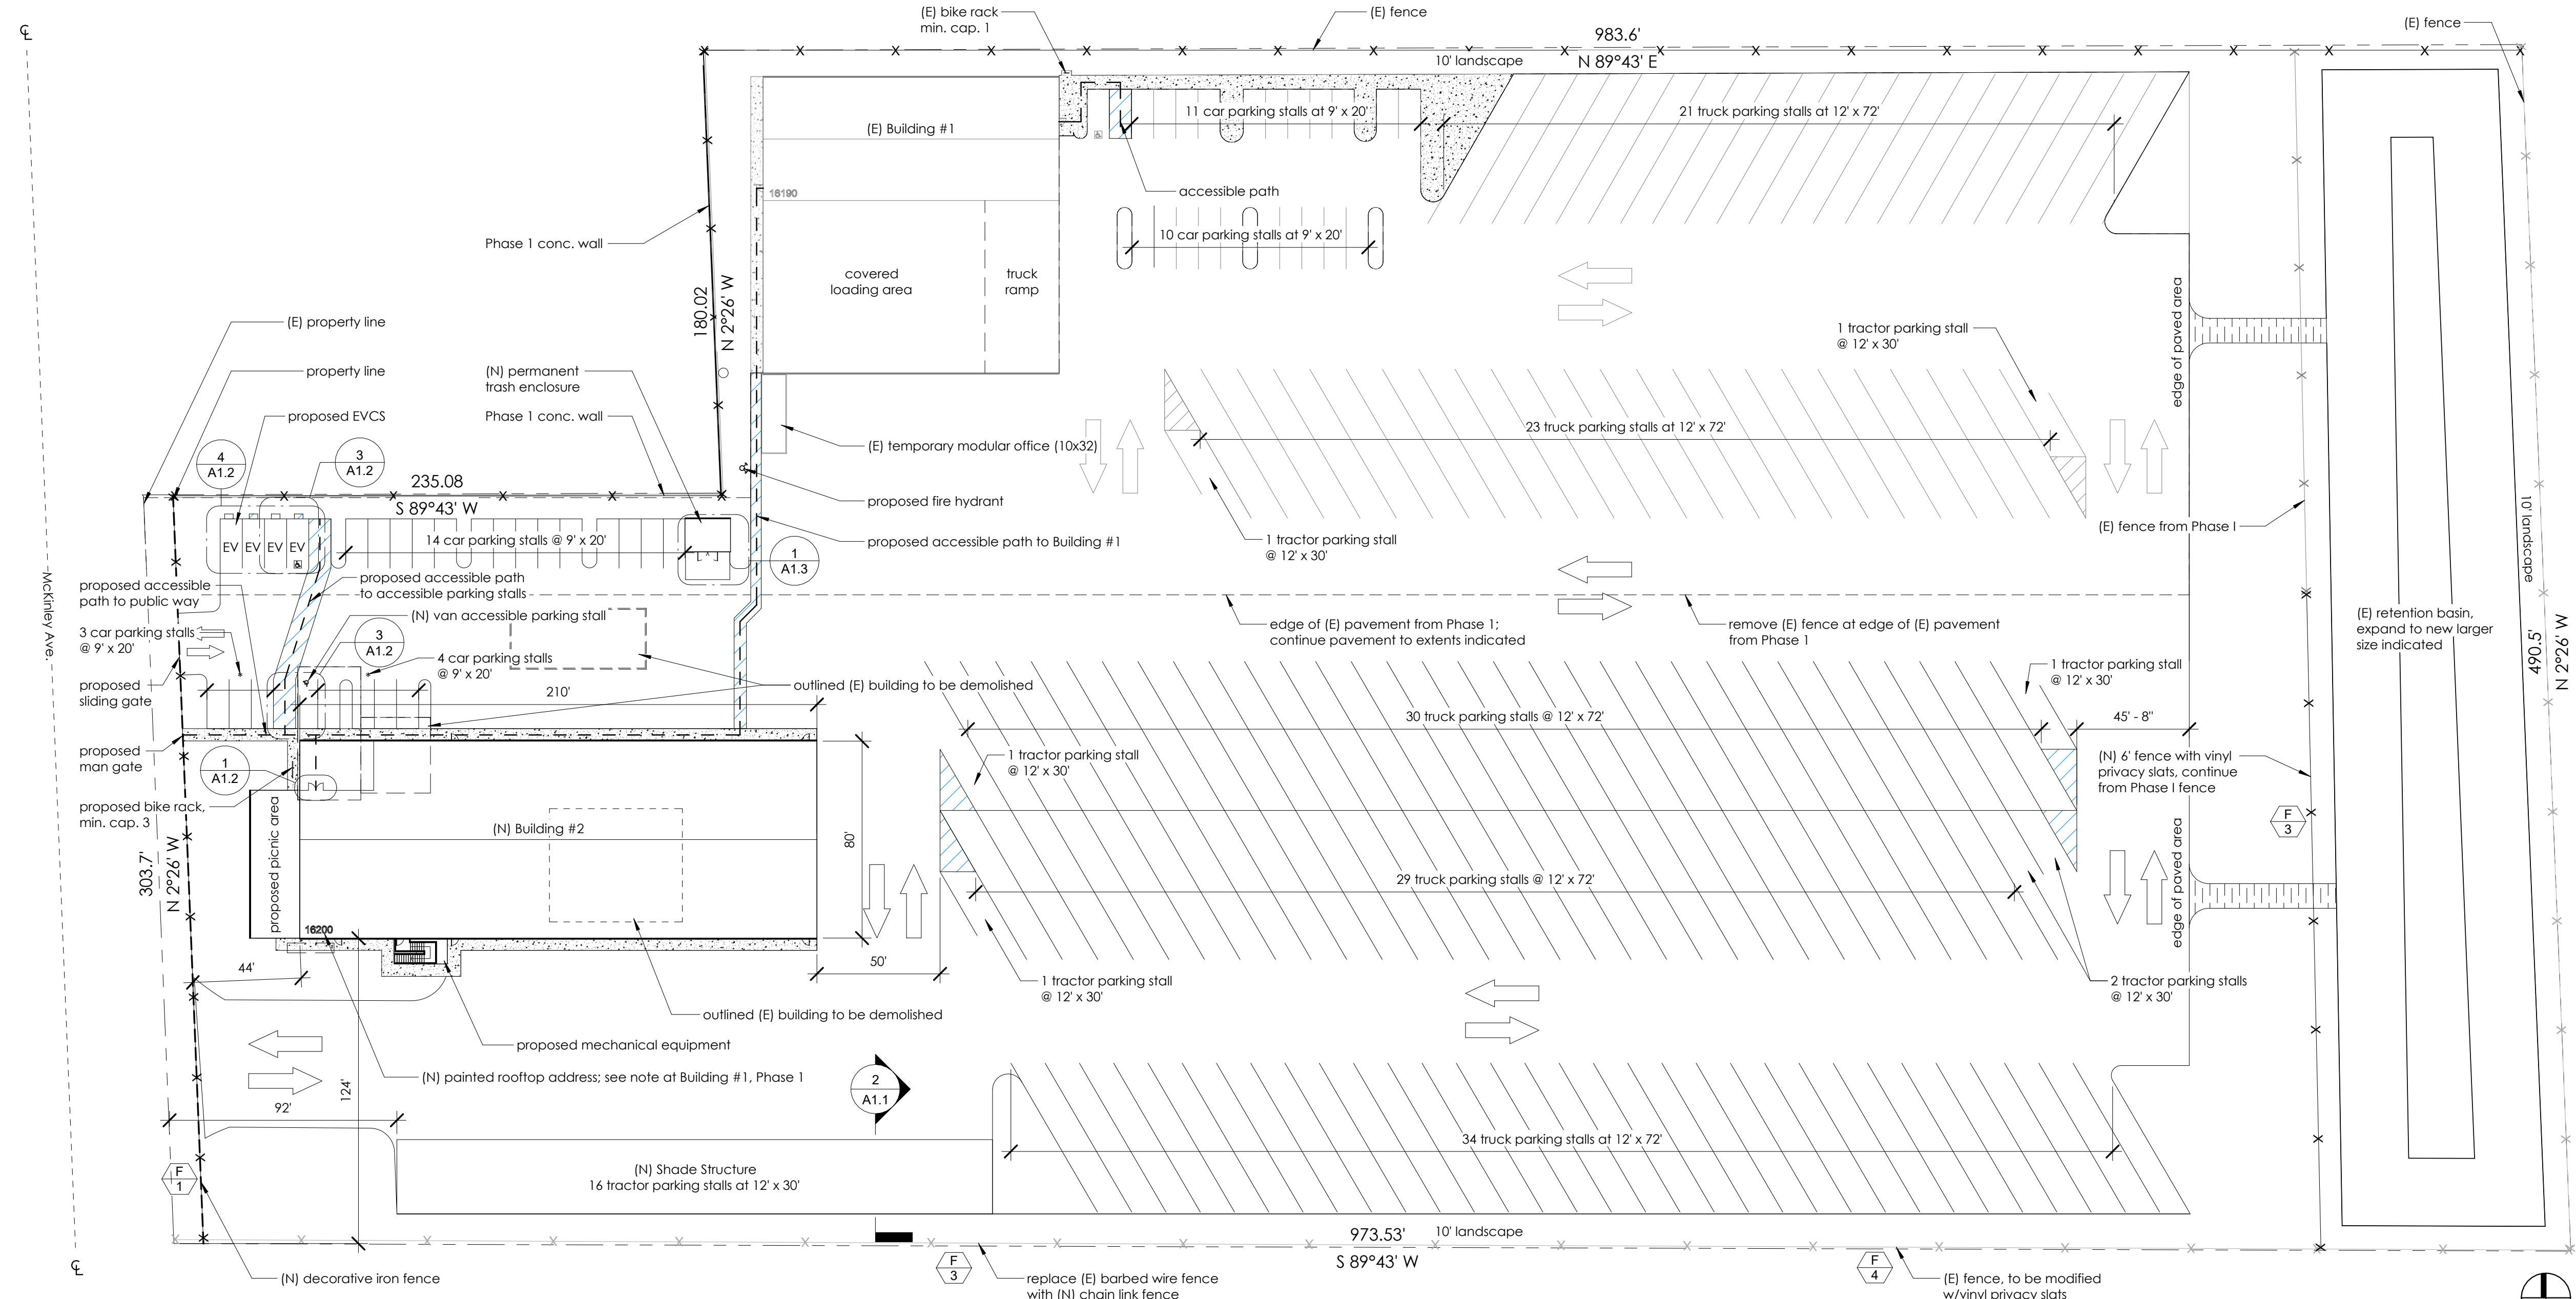 (E) bike rack
min. cap. 1
(E) fence
(E) fence
℄
983.6'
10' landscape
N 89°43' E
11 car parking stalls at 9' x 20'
21 truck parking stalls at 12' x 72'
(E) Building #1
16190
accessible path
10 car parking stalls at 9' x 20'
Phase 1 conc. wall
covered
loading area
truck
ramp
180.02
N 2°26' W
edge of paved area
(E) property line
1 tractor parking stall
@ 12' x 30'
property line
(N) permanent
trash enclosure
proposed EVCS
Phase 1 conc. wall
23 truck parking stalls at 12' x 72'
(E) temporary modular office (10x32)
4
A1.2
3
A1.2
235.08
S 89°43' W
proposed fire hydrant
10' landscape
(E) fence from Phase I
EV
EV
EV
EV
14 car parking stalls @ 9' x 20'
proposed accessible path to Building #1
1 tractor parking stall
@ 12' x 30'
1
A1.3
McKinley Ave.
proposed accessible
path to public way
proposed accessible path
to accessible parking stalls
(N) van accessible parking stall
3 car parking stalls
@ 9' x 20'
3
A1.2
edge of (E) pavement from Phase 1;
continue pavement to extents indicated
remove (E) fence at edge of (E) pavement
from Phase 1
(E) retention basin,
expand to new larger
size indicated
490.5'
N 2°26' W
4 car parking stalls
@ 9' x 20'
1 tractor parking stall
@ 12' x 30'
proposed
sliding gate
210'
outlined (E) building to be demolished
30 truck parking stalls @ 12' x 72'
45' - 8"
proposed
man gate
1
A1.2
1 tractor parking stall
@ 12' x 30'
(N) 6' fence with vinyl
privacy slats, continue
from Phase I fence
proposed bike rack,
min. cap. 3
proposed picnic area
(N) Building #2
80'
F
3
303.7'
N 2°26' W
29 truck parking stalls @ 12' x 72'
edge of paved area
16200
44'
50'
1 tractor parking stall
@ 12' x 30'
2 tractor parking stalls
@ 12' x 30'
outlined (E) building to be demolished
proposed mechanical equipment
(N) painted rooftop address; see note at Building #1, Phase 1
124'
2
A1.1
92'
34 truck parking stalls at 12' x 72'
(N) Shade Structure
16 tractor parking stalls at 12' x 30'
F
1
973.53'
10' landscape
S 89°43' W
℄
(N) decorative iron fence
F
3
replace (E) barbed wire fence
with (N) chain link fence
F
4
(E) fence, to be modified
w/vinyl privacy slats